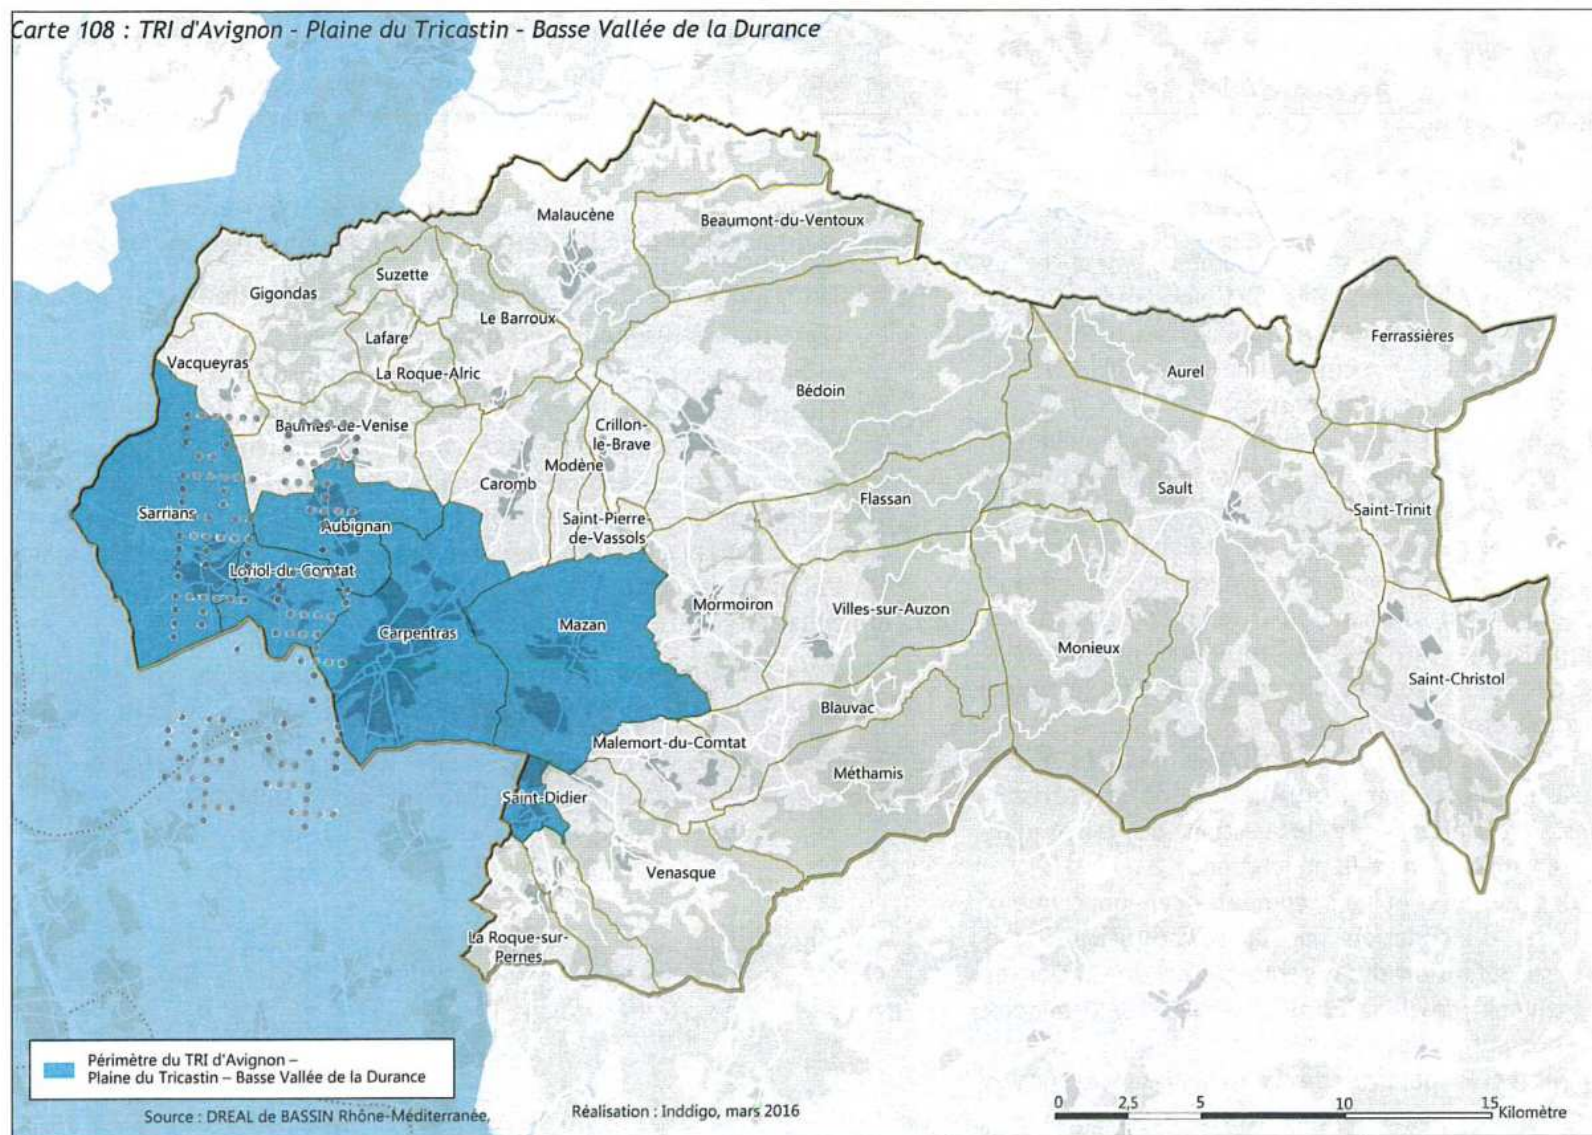 Carte 108 : TRI d'Avignon - Plaine du Tricastin - Basse Vallée de la Durance
Malaucène
Beaumont-du-Ventoux
Suzette
Gigondas
Le Barroux
Ferrassières
Lafare
Vacqueyras
La Roque-Alric
Aurel
Bédoin
Baumes-de-Venise
Crillon-
le-Brave
Modène
Caromb
Sault
Flassan
Sarrians
Aubignan
Saint-Pierre-
de-Vassols
Saint-Trinit
Loriol-du-Comtat
Mormoiron
Villes-sur-Auzon
Carpentras
Mazan
Monieux
Saint-Christol
Blauvac
Malemort-du-Comtat
Méthamis
Saint-Didier
Venasque
La Roque-sur-
Pernes
Périmètre du TRI d'Avignon –
Plaine du Tricastin – Basse Vallée de la Durance
Source : DREAL de BASSIN Rhône-Méditerranée,
Réalisation : Inddigo, mars 2016
0 2,5 5 10 15
Kilomètre